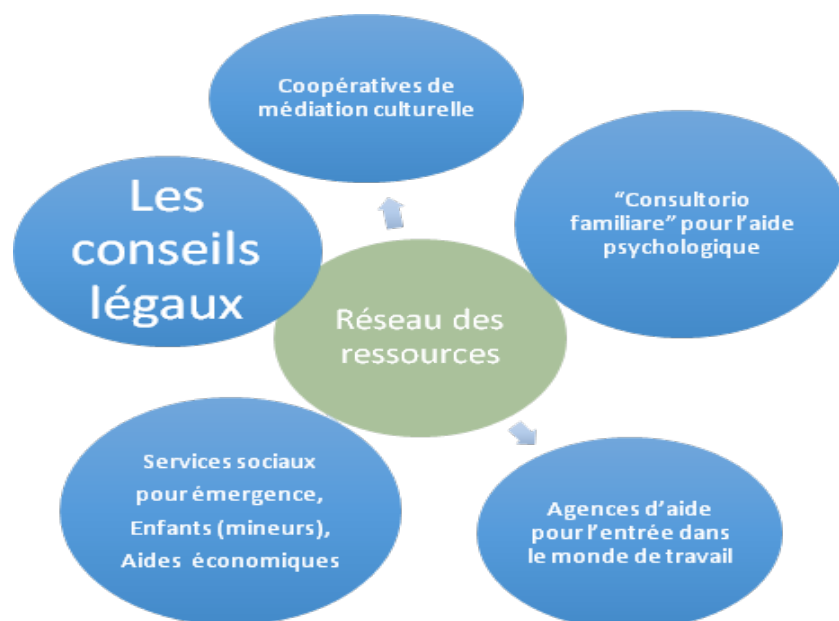 Coopératives de
médiation culturelle
Les
conseils
légaux
“Consultorio
familiare” pour l’aide
psychologique
Réseau des
ressources
Services sociaux
pour émergence,
Enfants (mineurs),
Aides économiques
Agences d’aide
pour l’entrée dans
le monde de travail